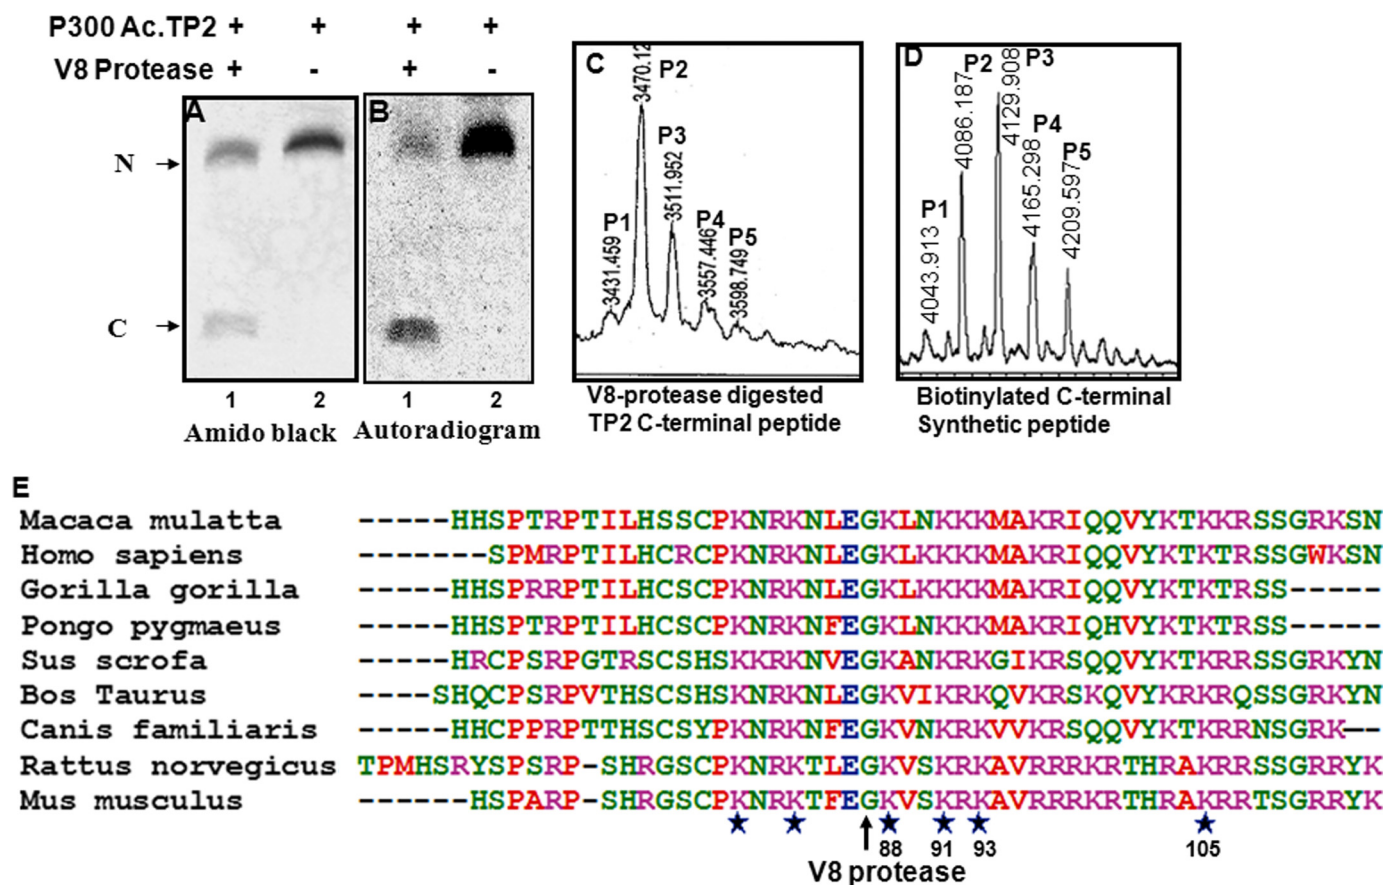 P300 Ac.TP2 + + + +
V8 Protease + - + -
A
B
N
C
1 2
1 2
Amido black
Autoradiogram
C
3431.459 P1
3470.12 P2
3511.952 P3
3557.446 P4
3598.749 P5
V8-protease digested
TP2 C-terminal peptide
D
4043.913 P1
4086.187 P2
4129.908 P3
4165.298 P4
4209.597 P5
Biotinylated C-terminal
Synthetic peptide
E
Macaca mulatta -----HHSPTRPTILHSSCPKNRKNLEGKLNKKKMAKRIQQVYKTKKRSSGRKSN
Homo sapiens -------SPMRPTILHCRCPKNRKNLEGKLKKKKMAKRIQQVYKTKTRSSGWKSN
Gorilla gorilla -----HHSPRRPTILHCSCPKNRKNLEGKLKKKKMAKRIQQVYKTKTRSS-----
Pongo pygmaeus -----HHSPTRPTILHCSCPKNRKNFEGKLNKKKMAKRIQHVYKTKTRSS-----
Sus scrofa -----HRCPSRPGTRSCSHSKKRKNVEGKANKRKGIKRSQQVYKTKRRSSGRKYN
Bos Taurus ----SHQCPSRPVTHSCSHSKNRKNLEGKVIKRKQVKRSKQVYKRKRQSSGRKYN
Canis familiaris -----HHCPPRPTTHSCSYPKNRKNFEGKVNKRKVVKRSQQVYKTKRRNSGRK--
Rattus norvegicus TPMHSRYSPSRP-SHRGSCPKNRKTLEGKVSKRKAVRRRKRTHRAKRRSSGRRYK
Mus musculus ------HSPARP-SHRGSCPKNRKTFEGKVSKRKAVRRRKRTHRAKRRTSGRRYK
88 91 93 105
V8 protease